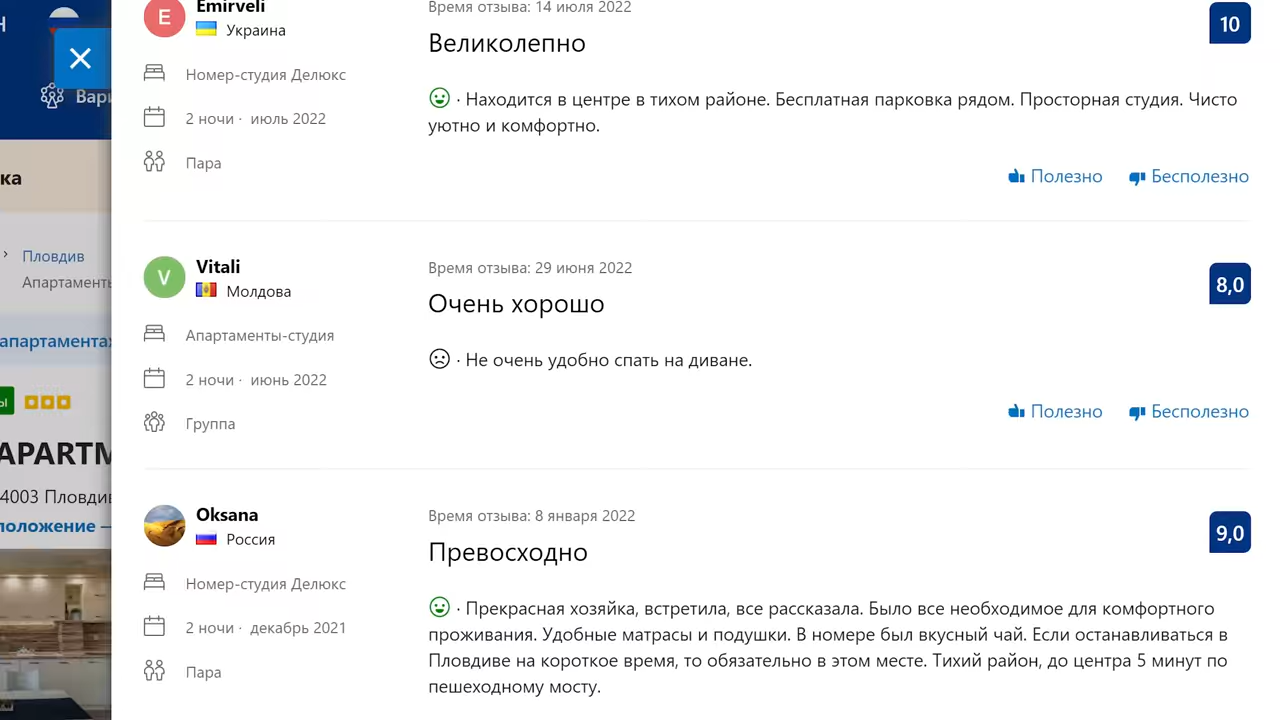 Н
Вари
ка
Пловдив
Апартаменты
апартамента
ы
APARTM
4003 Пловди
положение —
Emirveli
Украина
Номер-студия Делюкс
2 ночи · июль 2022
Пара
Время отзыва: 14 июля 2022
Великолепно
10
· Находится в центре в тихом районе. Бесплатная парковка рядом. Просторная студия. Чисто
уютно и комфортно.
Полезно Бесполезно
V
Vitali
Молдова
Апартаменты-студия
2 ночи · июнь 2022
Группа
Время отзыва: 29 июня 2022
Очень хорошо
8,0
· Не очень удобно спать на диване.
Полезно Бесполезно
Oksana
Россия
Номер-студия Делюкс
2 ночи · декабрь 2021
Пара
Время отзыва: 8 января 2022
Превосходно
9,0
· Прекрасная хозяйка, встретила, все рассказала. Было все необходимое для комфортного
проживания. Удобные матрасы и подушки. В номере был вкусный чай. Если останавливаться в
Пловдиве на короткое время, то обязательно в этом месте. Тихий район, до центра 5 минут по
пешеходному мосту.
E